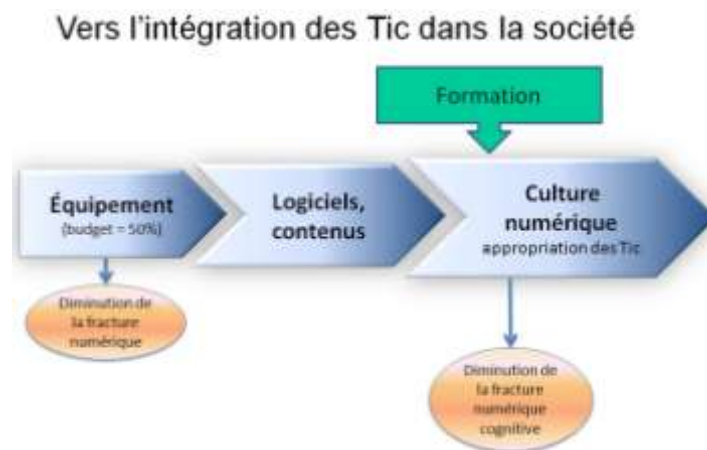 Vers l'intégration des Tic dans la société
Formation
Équipement
(budget = 50%)
Logiciels,
contenus
Culture
numérique
appropriation des Tic
Diminution de
la fracture
numérique
Diminution de
la fracture
numérique
cognitive